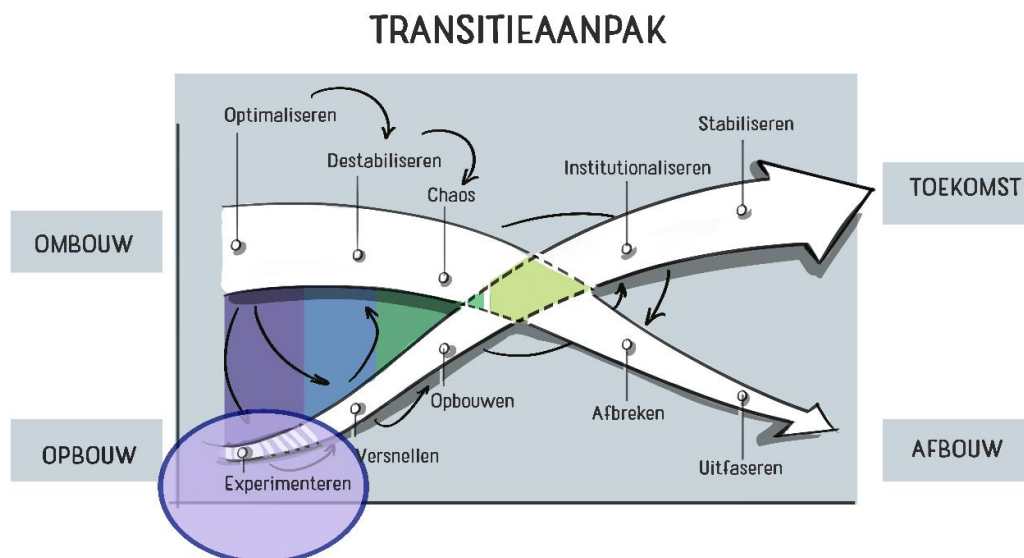 TRANSITIEAANPAK
Optimaliseren
Destabiliseren
Chaos
Institutionaliseren
Stabiliseren
OMBOUW
TOEKOMST
OPBOUW
Experimenteren
Versnellen
Opbouwen
Afbreken
Uitfaseren
AFBOUW